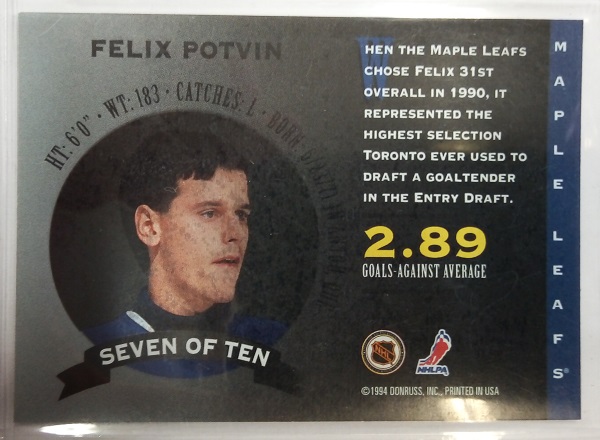 FELIX POTVIN
HT: 6'0" • WT: 183 • CATCHES: L • BORN:
SEVEN OF TEN
WHEN THE MAPLE LEAFS
CHOSE FELIX 31ST
OVERALL IN 1990, IT
REPRESENTED THE
HIGHEST SELECTION
TORONTO EVER USED TO
DRAFT A GOALTENDER
IN THE ENTRY DRAFT.
2.89
GOALS-AGAINST AVERAGE
NHL
NHLPA
©1994 DONRUSS, INC., PRINTED IN USA
MAPLE LEAFS®